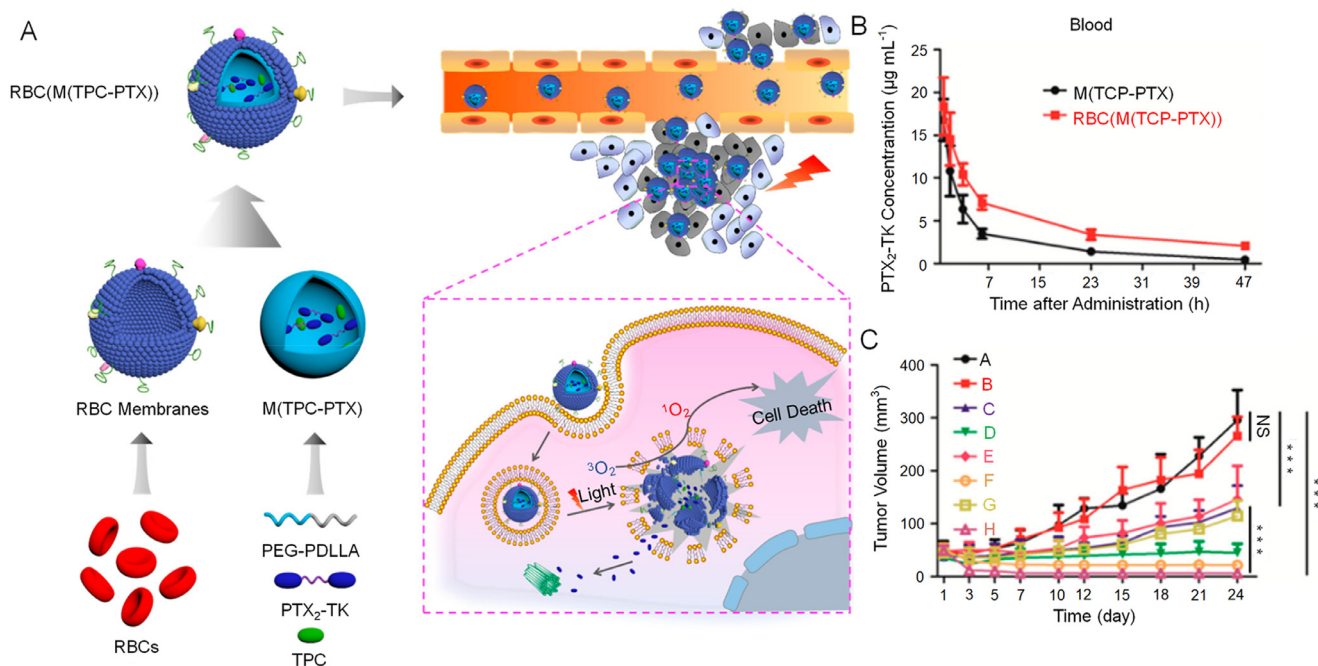 A
RBC(M(TPC-PTX))
RBC Membranes
M(TPC-PTX)
RBCs
PEG-PDLLA
PTX₂-TK
TPC
¹O₂
Cell Death
³O₂
Light
B
Blood
PTX₂-TK Concentrantion (μg mL⁻¹)
25
20
15
10
5
0
M(TCP-PTX)
RBC(M(TCP-PTX))
7 15 23 31 39 47
Time after Administration (h)
C
Tumor Volume (mm³)
400
300
200
100
0
A
B
C
D
E
F
G
H
NS
***
***
***
1 3 5 7 10 12 15 18 21 24
Time (day)